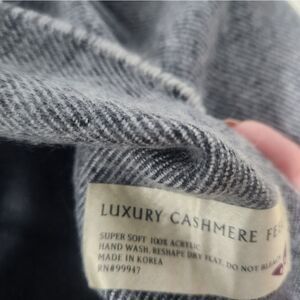 LUXURY CASHMERE FE
SUPER SOFT 100% ACRYLIC
HAND WASH, RESHAPE DRY FLAT. DO NOT BLEACH
MADE IN KOREA
RN#99947